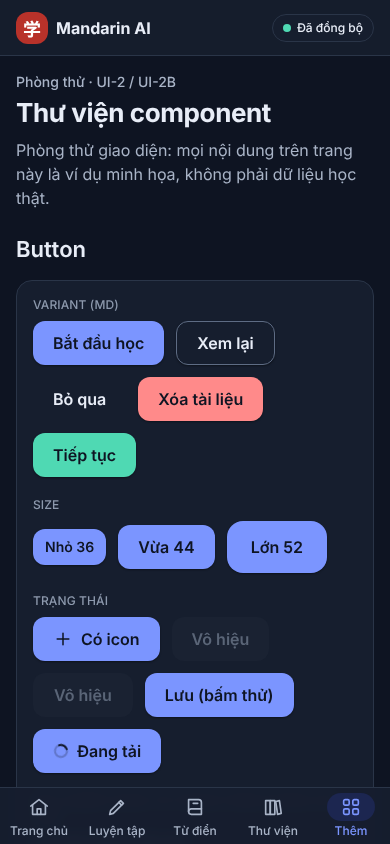 学 Mandarin AI
Đã đồng bộ
Phòng thử · UI-2 / UI-2B
Thư viện component
Phòng thử giao diện: mọi nội dung trên trang
này là ví dụ minh họa, không phải dữ liệu học
thật.
Button
VARIANT (MD)
Bắt đầu học Xem lại
Bỏ qua Xóa tài liệu
Tiếp tục
SIZE
Nhỏ 36 Vừa 44 Lớn 52
TRẠNG THÁI
Có icon Vô hiệu
Vô hiệu Lưu (bấm thử)
Đang tải
Trang chủ Luyện tập Từ điển Thư viện Thêm